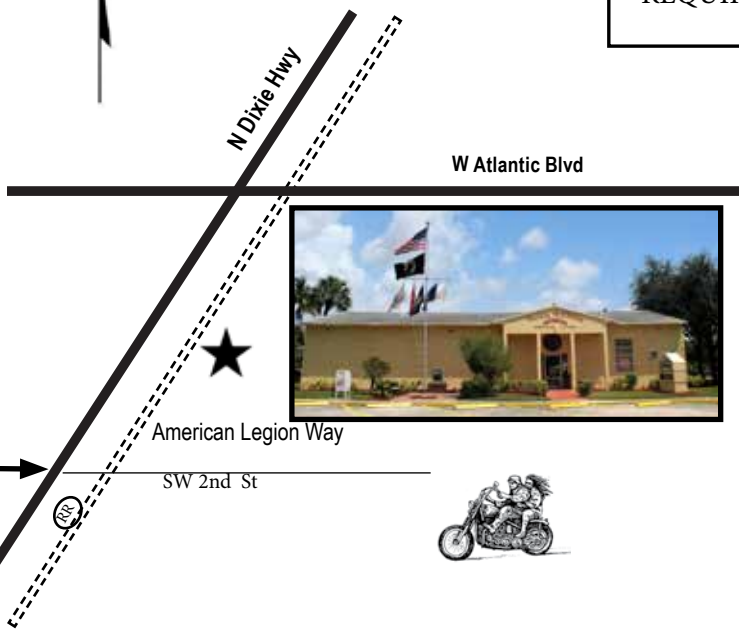 N Dixie Hwy
W Atlantic Blvd
American Legion Way
SW 2nd St
RR